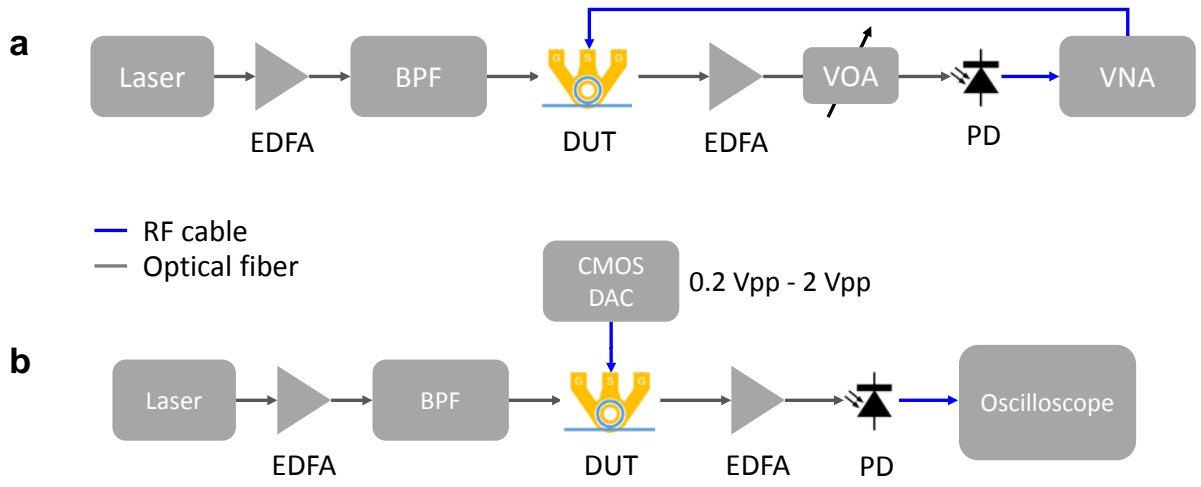 a
Laser
EDFA
BPF
G S G
DUT
EDFA
VOA
PD
VNA
RF cable
Optical fiber
CMOS
DAC
0.2 Vpp - 2 Vpp
b
Laser
EDFA
BPF
G S G
DUT
EDFA
PD
Oscilloscope